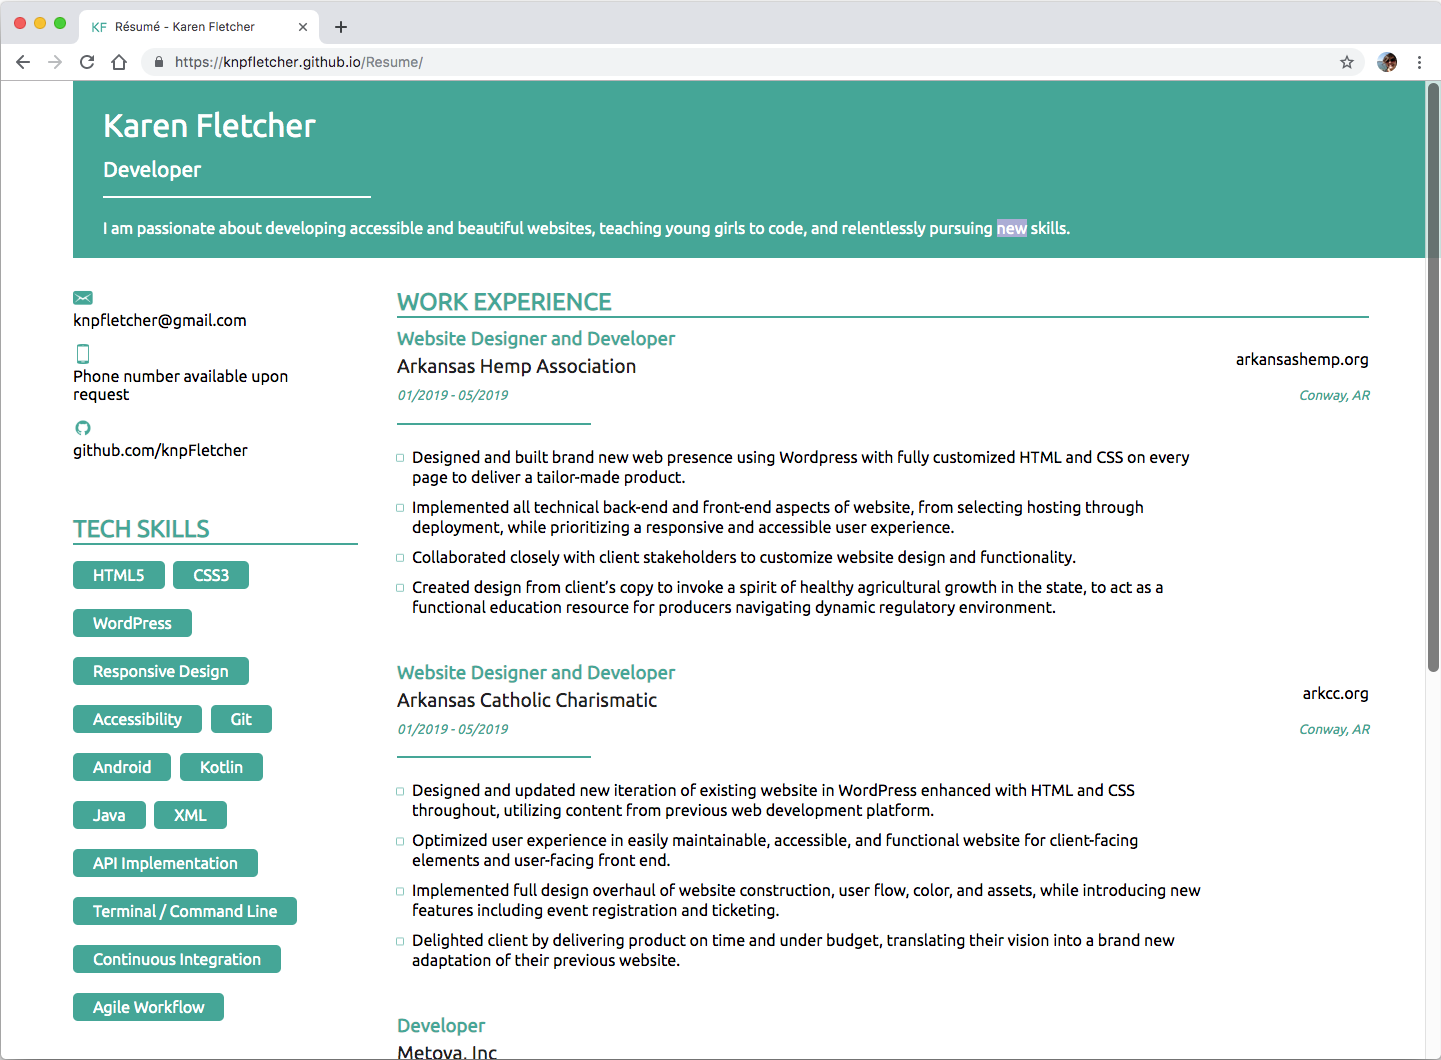 KF Résumé - Karen Fletcher
https://knpfletcher.github.io/Resume/
Karen Fletcher
Developer
I am passionate about developing accessible and beautiful websites, teaching young girls to code, and relentlessly pursuing new skills.
knpfletcher@gmail.com
Phone number available upon
request
github.com/knpFletcher
TECH SKILLS
HTML5 CSS3
WordPress
Responsive Design
Accessibility Git
Android Kotlin
Java XML
API Implementation
Terminal / Command Line
Continuous Integration
Agile Workflow
WORK EXPERIENCE
Website Designer and Developer
Arkansas Hemp Association
arkansashemp.org
01/2019 - 05/2019
Conway, AR
Designed and built brand new web presence using Wordpress with fully customized HTML and CSS on every
page to deliver a tailor-made product.
Implemented all technical back-end and front-end aspects of website, from selecting hosting through
deployment, while prioritizing a responsive and accessible user experience.
Collaborated closely with client stakeholders to customize website design and functionality.
Created design from client’s copy to invoke a spirit of healthy agricultural growth in the state, to act as a
functional education resource for producers navigating dynamic regulatory environment.
Website Designer and Developer
Arkansas Catholic Charismatic
arkcc.org
01/2019 - 05/2019
Conway, AR
Designed and updated new iteration of existing website in WordPress enhanced with HTML and CSS
throughout, utilizing content from previous web development platform.
Optimized user experience in easily maintainable, accessible, and functional website for client-facing
elements and user-facing front end.
Implemented full design overhaul of website construction, user flow, color, and assets, while introducing new
features including event registration and ticketing.
Delighted client by delivering product on time and under budget, translating their vision into a brand new
adaptation of their previous website.
Developer
Metova, Inc